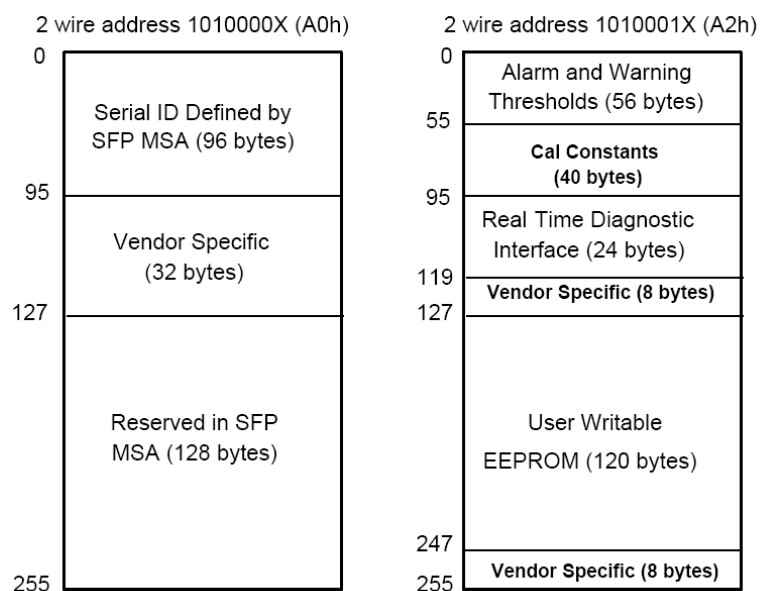 2 wire address 1010000X (A0h)
0
Serial ID Defined by
SFP MSA (96 bytes)
95
Vendor Specific
(32 bytes)
127
Reserved in SFP
MSA (128 bytes)
255
2 wire address 1010001X (A2h)
0
Alarm and Warning
Thresholds (56 bytes)
55
Cal Constants
(40 bytes)
95
Real Time Diagnostic
Interface (24 bytes)
119
Vendor Specific (8 bytes)
127
User Writable
EEPROM (120 bytes)
247
Vendor Specific (8 bytes)
255